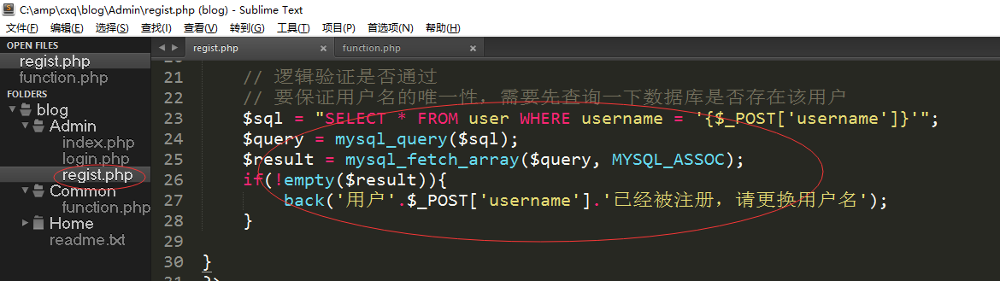 C:\amp\cxq\blog\Admin\regist.php (blog) - Sublime Text
文件(F) 编辑(E) 选择(S) 查找(I) 查看(V) 转到(G) 工具(T) 项目(P) 首选项(N) 帮助(H)
OPEN FILES
regist.php
function.php
FOLDERS
blog
Admin
index.php
login.php
regist.php
Common
function.php
Home
readme.txt
regist.php × function.php ×
21 // 逻辑验证是否通过
22 // 要保证用户名的唯一性, 需要先查询一下数据库是否存在该用户
23 $sql = "SELECT * FROM user WHERE username = '{$_POST['username']}'";
24 $query = mysql_query($sql);
25 $result = mysql_fetch_array($query, MYSQL_ASSOC);
26 if(!empty($result)){
27 back('用户'.$_POST['username'].'已经被注册，请更换用户名');
28 }
29
30 }